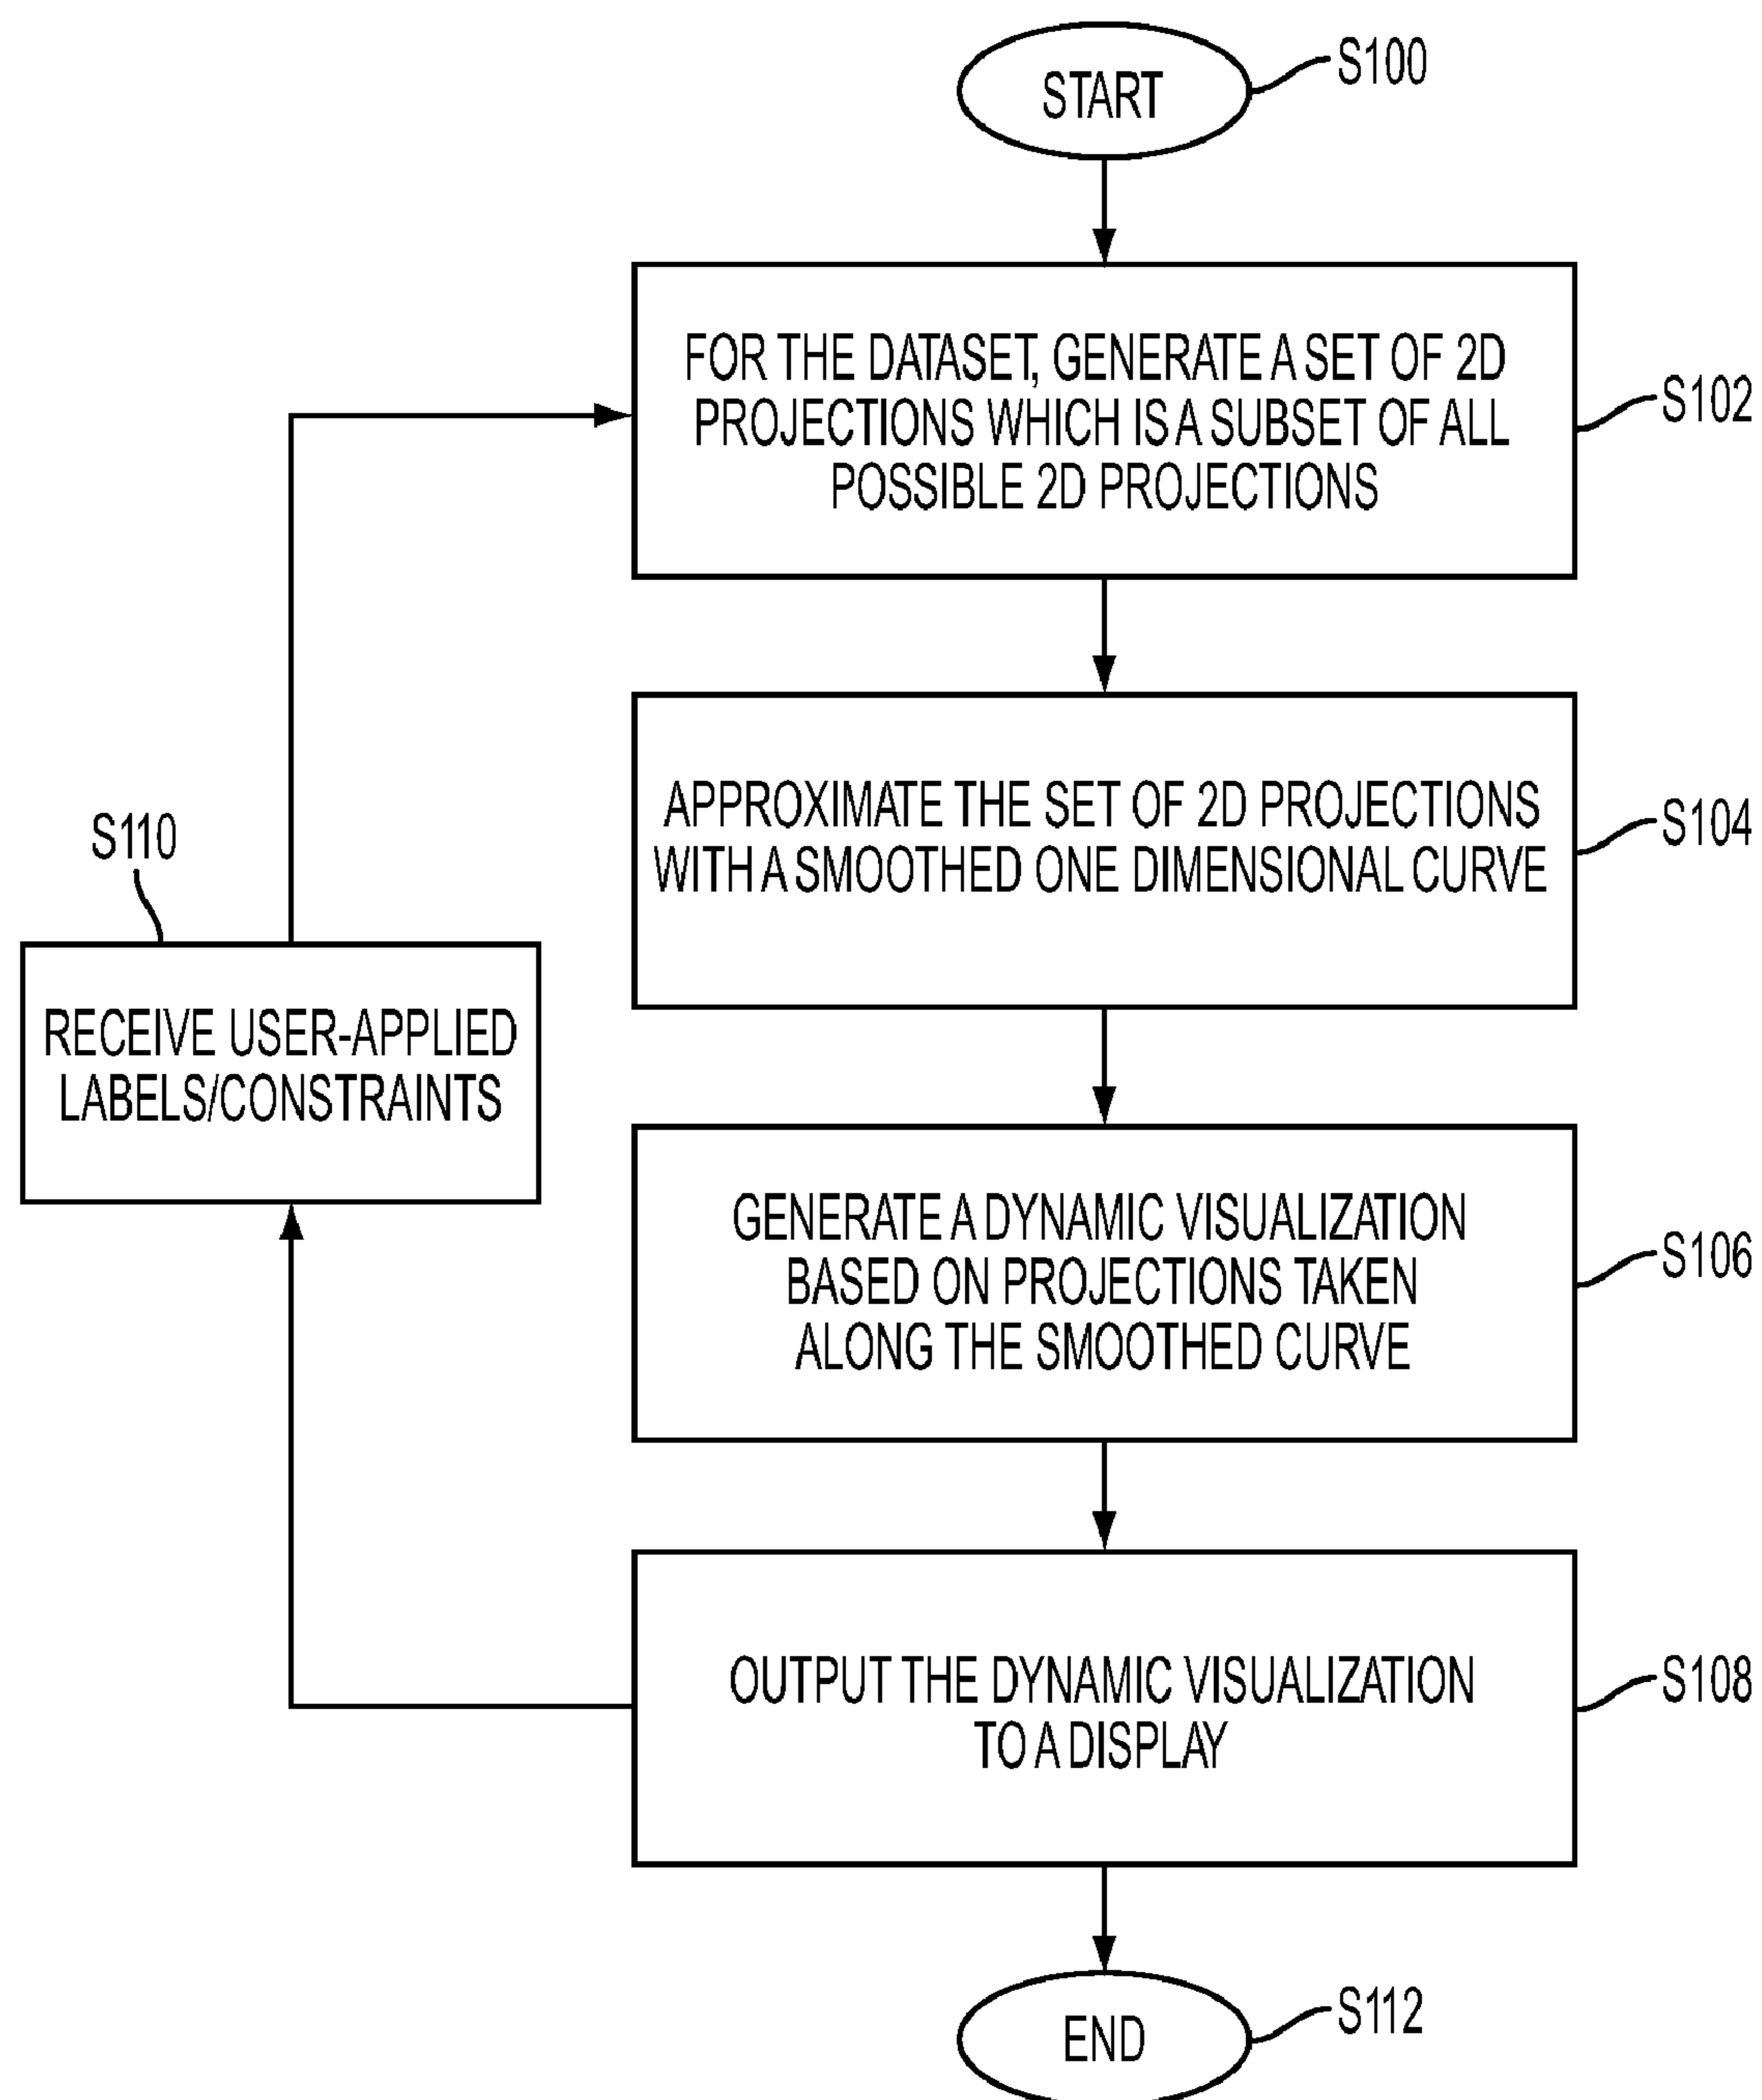 START
S100
FOR THE DATASET, GENERATE A SET OF 2D
PROJECTIONS WHICH IS A SUBSET OF ALL
POSSIBLE 2D PROJECTIONS
S102
APPROXIMATE THE SET OF 2D PROJECTIONS
WITH A SMOOTHED ONE DIMENSIONAL CURVE
S104
S110
RECEIVE USER-APPLIED
LABELS/CONSTRAINTS
GENERATE A DYNAMIC VISUALIZATION
BASED ON PROJECTIONS TAKEN
ALONG THE SMOOTHED CURVE
S106
OUTPUT THE DYNAMIC VISUALIZATION
TO A DISPLAY
S108
END
S112